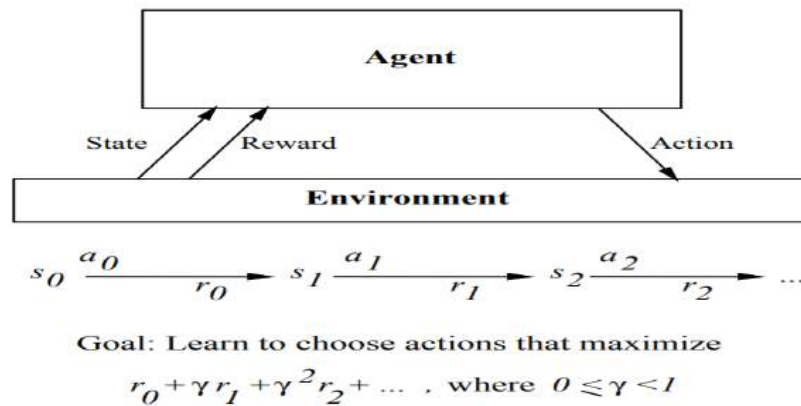 Agent
State Reward Action
Environment
s₀ a₀ r₀ s₁ a₁ r₁ s₂ a₂ r₂ ...
Goal: Learn to choose actions that maximize
r₀ + γ r₁ + γ² r₂ + ... , where 0 ≤ γ < 1